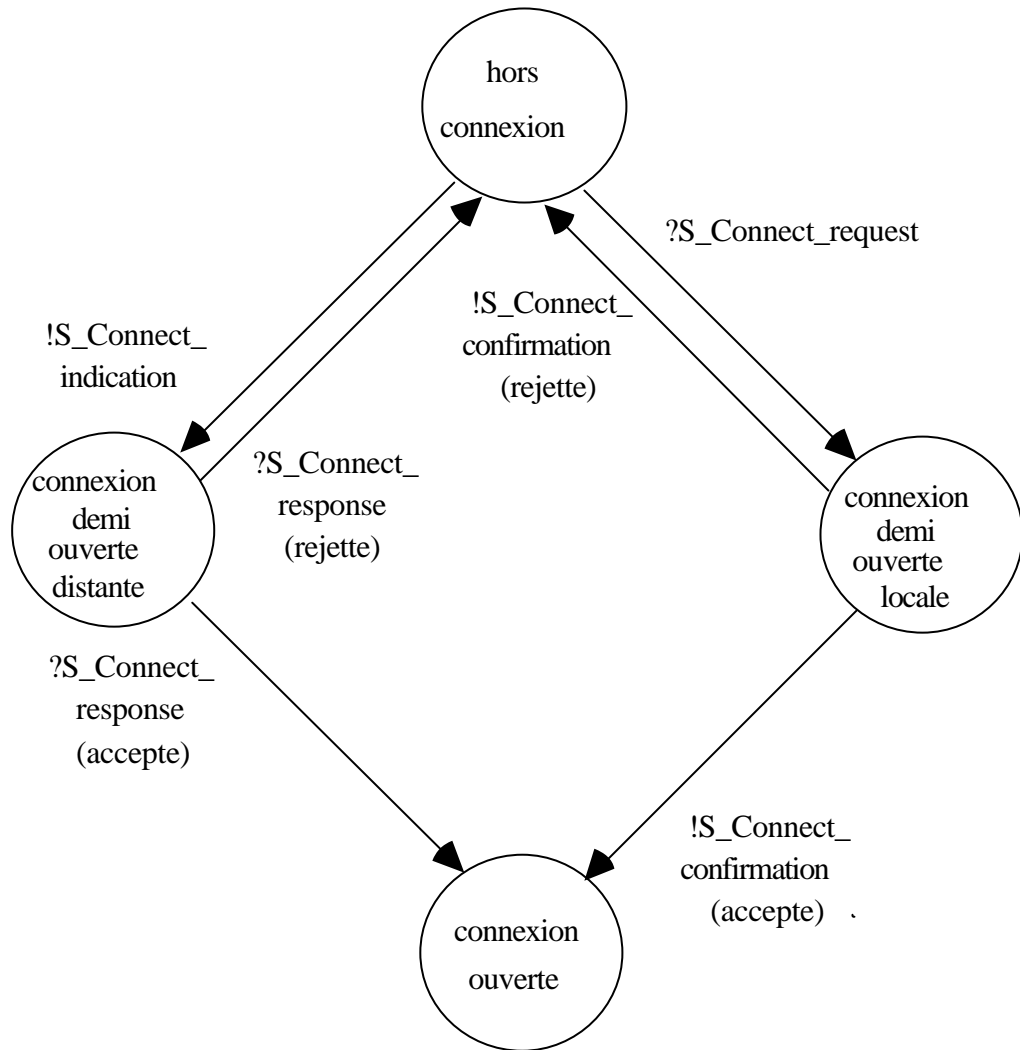 hors
connexion
?S_Connect_request
!S_Connect_
confirmation
(rejette)
!S_Connect_
indication
?S_Connect_
response
(rejette)
connexion
demi
ouverte
distante
connexion
demi
ouverte
locale
?S_Connect_
response
(accepte)
!S_Connect_
confirmation
(accepte)
connexion
ouverte